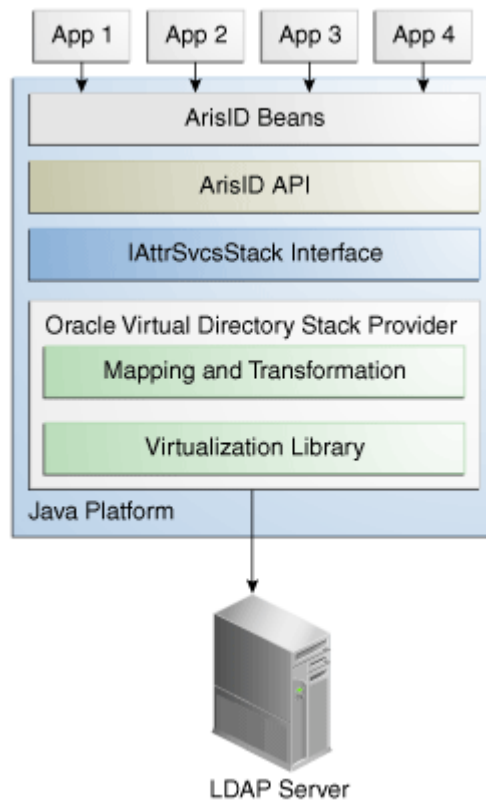 App 1
App 2
App 3
App 4
ArisID Beans
ArisID API
IAttrSvcsStack Interface
Oracle Virtual Directory Stack Provider
Mapping and Transformation
Virtualization Library
Java Platform
LDAP Server